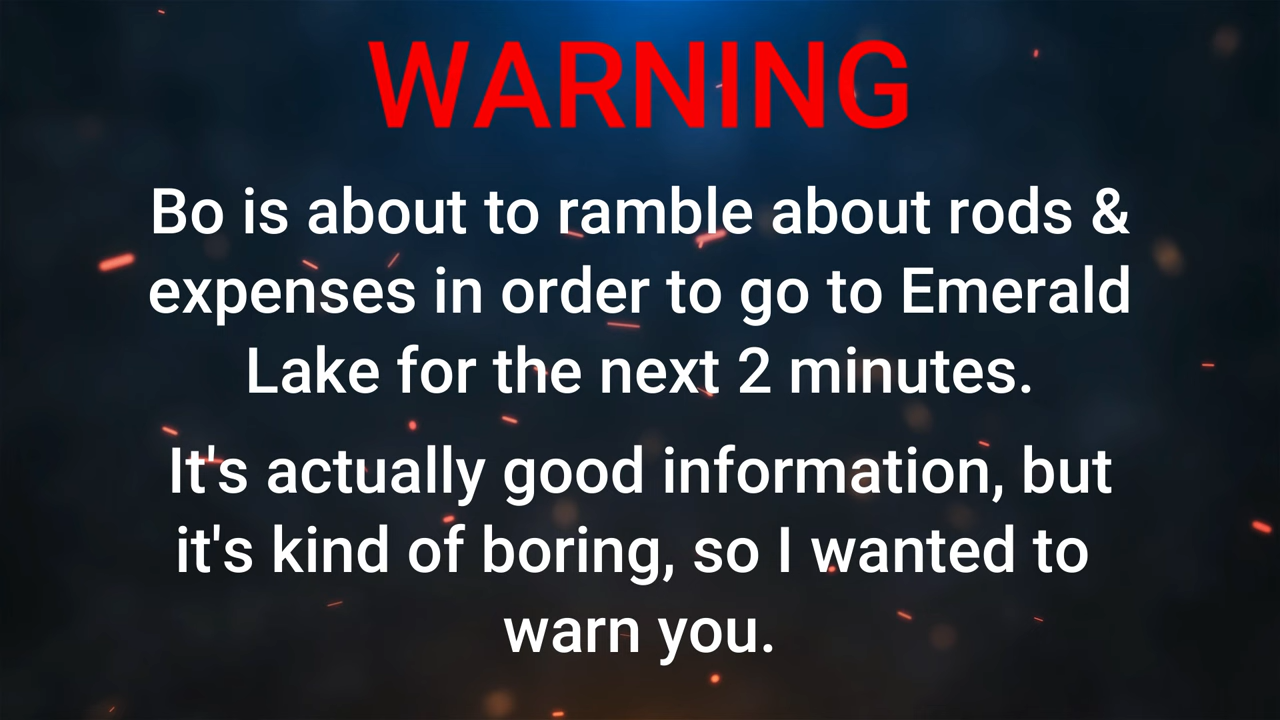 WARNING
Bo is about to ramble about rods &
expenses in order to go to Emerald
Lake for the next 2 minutes.
It's actually good information, but
it's kind of boring, so I wanted to
warn you.